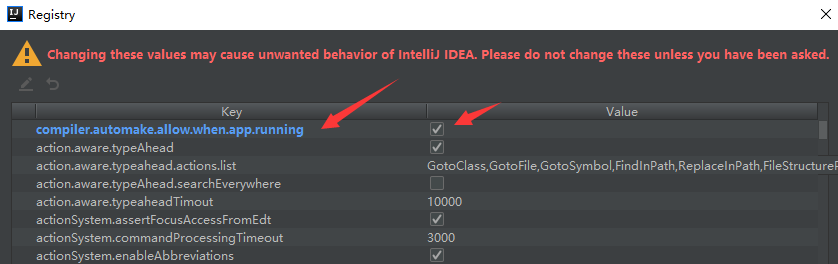 IJ Registry
Changing these values may cause unwanted behavior of IntelliJ IDEA. Please do not change these unless you have been asked.
Key Value
compiler.automake.allow.when.app.running
action.aware.typeAhead
action.aware.typeAhead.actions.list GotoClass,GotoFile,GotoSymbol,FindInPath,ReplaceInPath,FileStructureP
action.aware.typeAhead.searchEverywhere
action.aware.typeaheadTimout 10000
actionSystem.assertFocusAccessFromEdt
actionSystem.commandProcessingTimeout 3000
actionSystem.enableAbbreviations